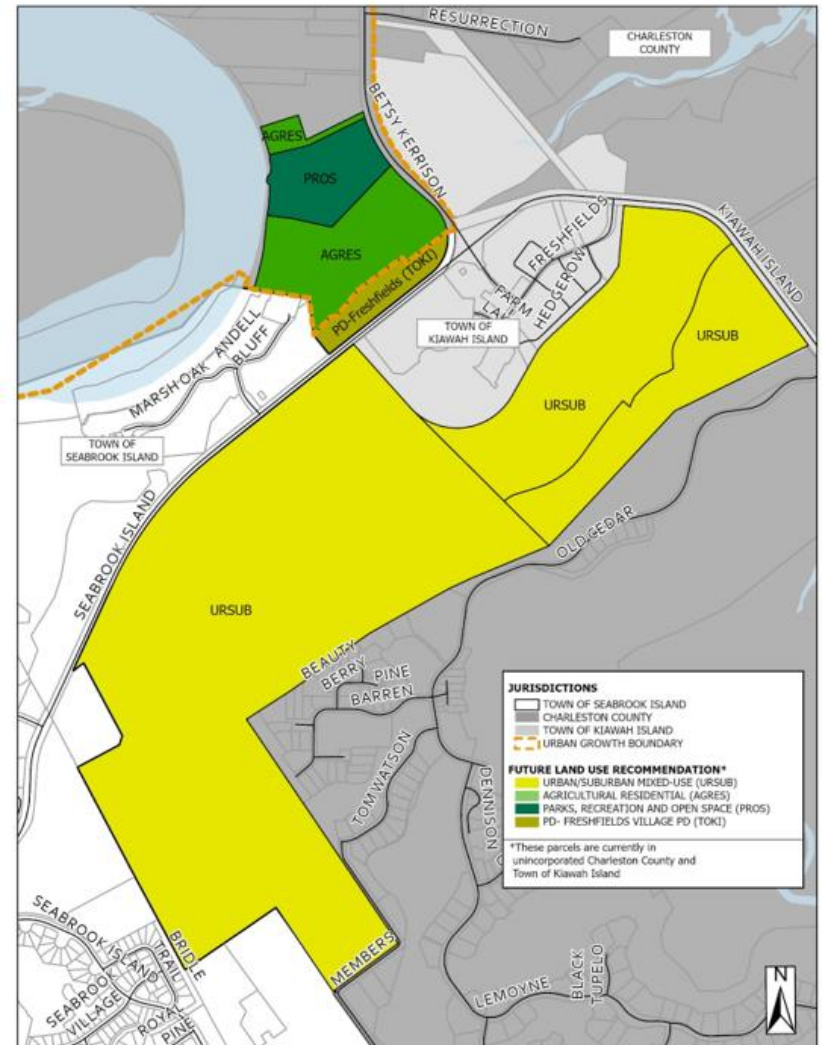 RESURRECTION
CHARLESTON
COUNTY
BETSY KERRISON
AGRES
PROS
AGRES
KIAWAH ISLAND
FRESHFIELDS
HEDGEROW
FARM
LAKE
PD-Freshfields (TOKI)
TOWN OF
KIAWAH ISLAND
URSUB
URSUB
ANDELL
BLUFF
MARSH OAK
TOWN OF
SEABROOK ISLAND
SEABROOK ISLAND
OLD CEDAR
URSUB
BEAUTY
BERRY
PINE
BARREN
TOM WATSON
DENNISON
JURISDICTIONS
TOWN OF SEABROOK ISLAND
CHARLESTON COUNTY
TOWN OF KIAWAH ISLAND
URBAN GROWTH BOUNDARY
FUTURE LAND USE RECOMMENDATION*
URBAN/SUBURBAN MIXED-USE (URSUB)
AGRICULTURAL RESIDENTIAL (AGRES)
PARKS, RECREATION AND OPEN SPACE (PROS)
PD- FRESHFIELDS VILLAGE PD (TOKI)
*These parcels are currently in
unincorporated Charleston County and
Town of Kiawah Island
SEABROOK ISLAND
BRIDLE
TRAIL
SEABROOK
VILLAGE
ROYAL
PINE
MEMBERS
LEMOYNE
BLACK
TUPELO
N